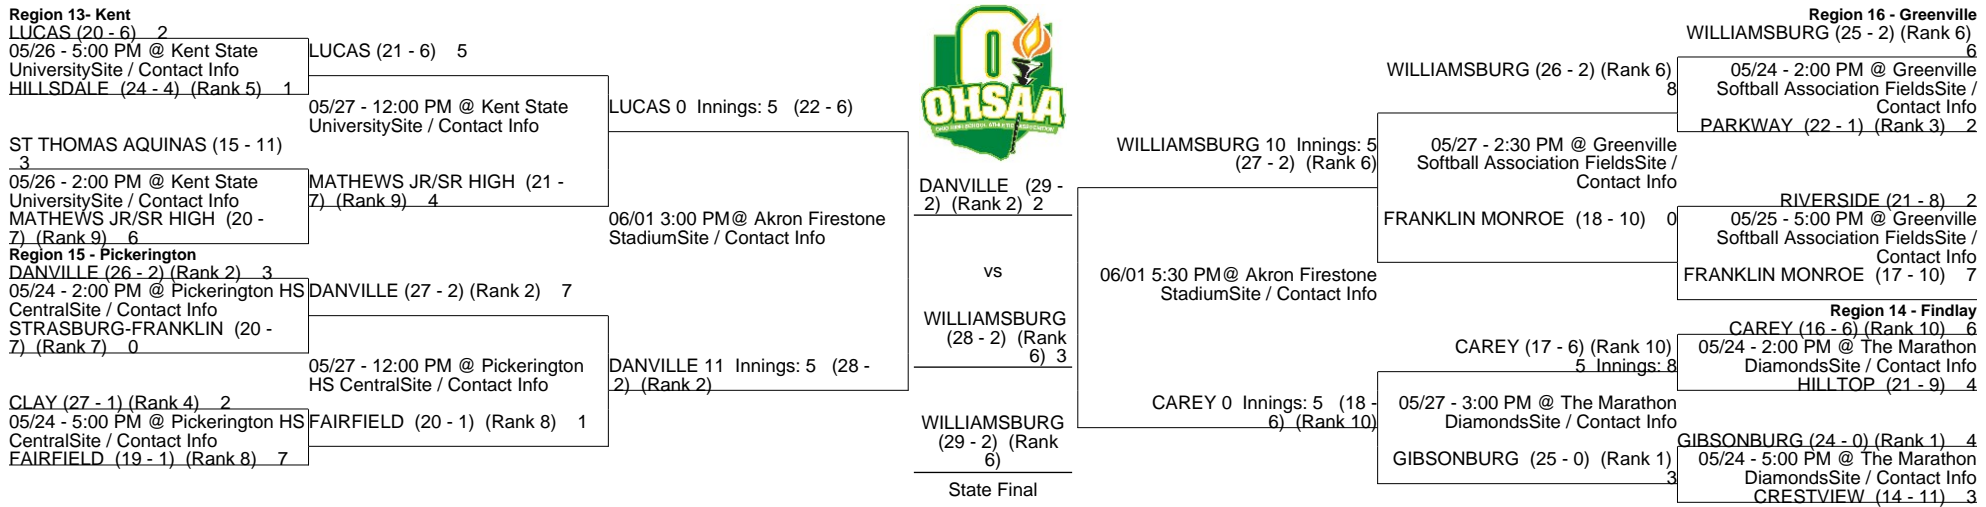 Region 13- Kent
LUCAS (20 - 6) 2
05/26 - 5:00 PM @ Kent State
UniversitySite / Contact Info
HILLSDALE (24 - 4) (Rank 5) 1
ST THOMAS AQUINAS (15 - 11)
3
05/26 - 2:00 PM @ Kent State
UniversitySite / Contact Info
MATHEWS JR/SR HIGH (20 -
7) (Rank 9) 6
Region 15 - Pickerington
DANVILLE (26 - 2) (Rank 2) 3
05/24 - 2:00 PM @ Pickerington HS
CentralSite / Contact Info
STRASBURG-FRANKLIN (20 -
7) (Rank 7) 0
CLAY (27 - 1) (Rank 4) 2
05/24 - 5:00 PM @ Pickerington HS
CentralSite / Contact Info
FAIRFIELD (19 - 1) (Rank 8) 7
LUCAS (21 - 6) 5
05/27 - 12:00 PM @ Kent State
UniversitySite / Contact Info
MATHEWS JR/SR HIGH (21 -
7) (Rank 9) 4
DANVILLE (27 - 2) (Rank 2) 7
05/27 - 12:00 PM @ Pickerington
HS CentralSite / Contact Info
FAIRFIELD (20 - 1) (Rank 8) 1
LUCAS 0 Innings: 5 (22 - 6)
06/01 3:00 PM@ Akron Firestone
StadiumSite / Contact Info
DANVILLE 11 Innings: 5 (28 -
2) (Rank 2)
OHSAA
DANVILLE (29 -
2) (Rank 2) 2
vs
WILLIAMSBURG
(28 - 2) (Rank
6) 3
WILLIAMSBURG
(29 - 2) (Rank
6)
State Final
WILLIAMSBURG 10 Innings: 5
(27 - 2) (Rank 6)
06/01 5:30 PM@ Akron Firestone
StadiumSite / Contact Info
CAREY 0 Innings: 5 (18 -
6) (Rank 10)
WILLIAMSBURG (26 - 2) (Rank 6)
8
05/27 - 2:30 PM @ Greenville
Softball Association FieldsSite /
Contact Info
FRANKLIN MONROE (18 - 10) 0
CAREY (17 - 6) (Rank 10)
5 Innings: 8
05/27 - 3:00 PM @ The Marathon
DiamondsSite / Contact Info
GIBSONBURG (25 - 0) (Rank 1)
3
Region 16 - Greenville
WILLIAMSBURG (25 - 2) (Rank 6)
6
05/24 - 2:00 PM @ Greenville
Softball Association FieldsSite /
Contact Info
PARKWAY (22 - 1) (Rank 3) 2
RIVERSIDE (21 - 8) 2
05/25 - 5:00 PM @ Greenville
Softball Association FieldsSite /
Contact Info
FRANKLIN MONROE (17 - 10) 7
Region 14 - Findlay
CAREY (16 - 6) (Rank 10) 6
05/24 - 2:00 PM @ The Marathon
DiamondsSite / Contact Info
HILLTOP (21 - 9) 4
GIBSONBURG (24 - 0) (Rank 1) 4
05/24 - 5:00 PM @ The Marathon
DiamondsSite / Contact Info
CRESTVIEW (14 - 11) 3